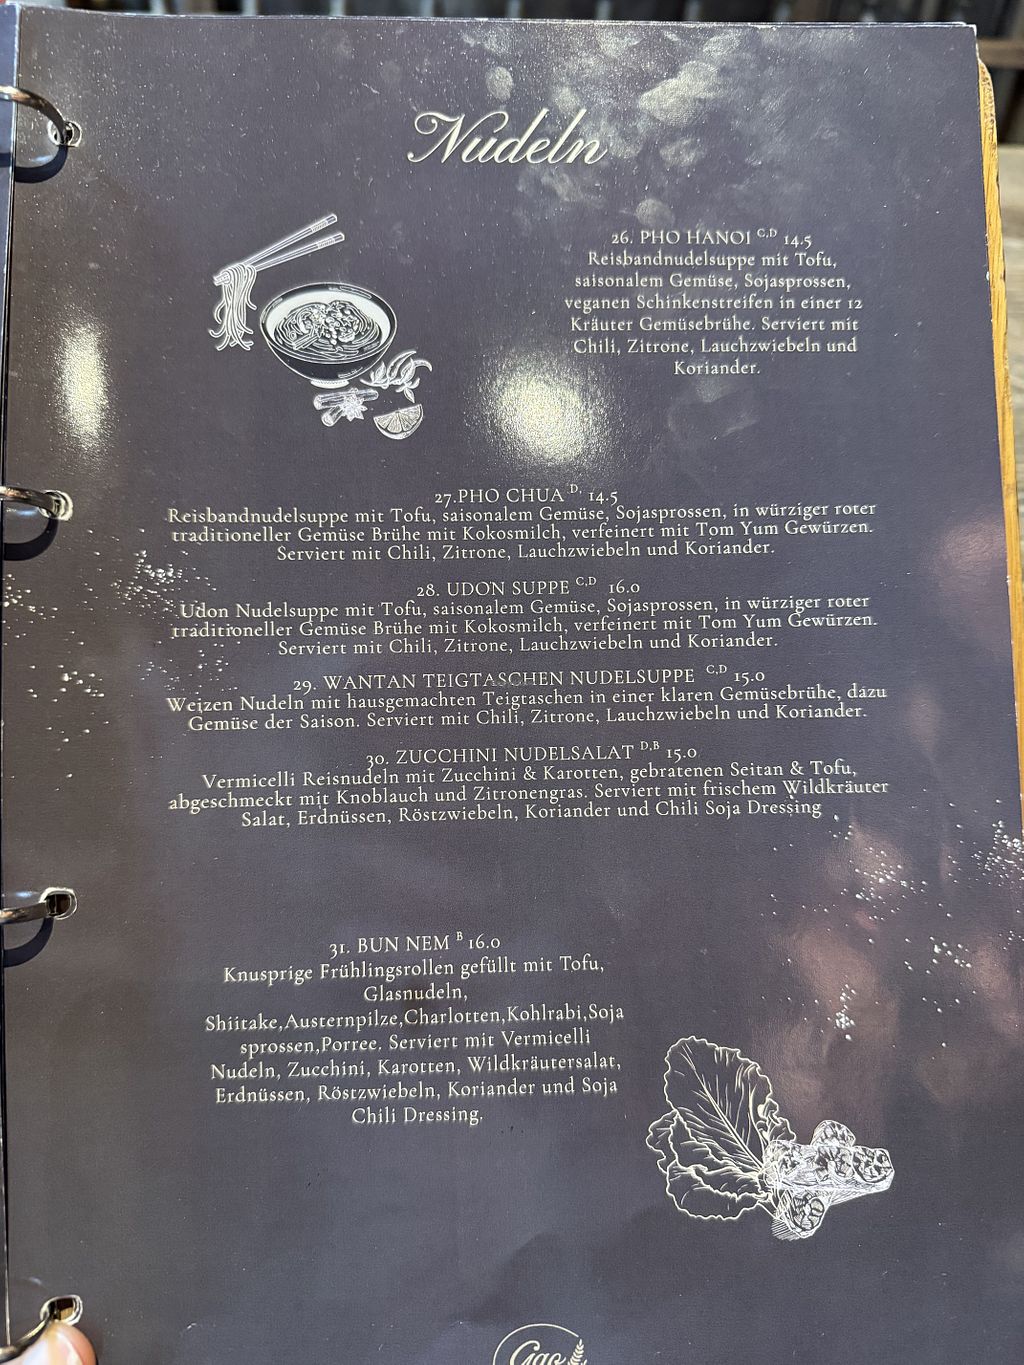 Nudeln
26. PHO HANOI C,D 14.5
Reisbandnudelsuppe mit Tofu,
saisonalem Gemüse, Sojasprossen,
veganen Schinkenstreifen in einer 12
Kräuter Gemüsebrühe. Serviert mit
Chili, Zitrone, Lauchzwiebeln und
Koriander.
27.PHO CHUA D, 14.5
Reisbandnudelsuppe mit Tofu, saisonalem Gemüse, Sojasprossen, in würziger roter
traditioneller Gemüse Brühe mit Kokosmilch, verfeinert mit Tom Yum Gewürzen.
Serviert mit Chili, Zitrone, Lauchzwiebeln und Koriander.
28. UDON SUPPE C,D 16.0
Udon Nudelsuppe mit Tofu, saisonalem Gemüse, Sojasprossen, in würziger roter
traditioneller Gemüse Brühe mit Kokosmilch, verfeinert mit Tom Yum Gewürzen.
Serviert mit Chili, Zitrone, Lauchzwiebeln und Koriander.
29. WANTAN TEIGTASCHEN NUDELSUPPE C,D 15.0
Weizen Nudeln mit hausgemachten Teigtaschen in einer klaren Gemüsebrühe, dazu
Gemüse der Saison. Serviert mit Chili, Zitrone, Lauchzwiebeln und Koriander.
30. ZUCCHINI NUDELSALAT D,B 15.0
Vermicelli Reisnudeln mit Zucchini & Karotten, gebratenen Seitan & Tofu,
abgeschmeckt mit Knoblauch und Zitronengras. Serviert mit frischem Wildkräuter
Salat, Erdnüssen, Röstzwiebeln, Koriander und Chili Soja Dressing
31. BUN NEM B 16.0
Knusprige Frühlingsrollen gefüllt mit Tofu,
Glasnudeln,
Shiitake,Austernpilze,Charlotten,Kohlrabi,Soja
sprossen,Porree. Serviert mit Vermicelli
Nudeln, Zucchini, Karotten, Wildkräutersalat,
Erdnüssen, Röstzwiebeln, Koriander und Soja
Chili Dressing.